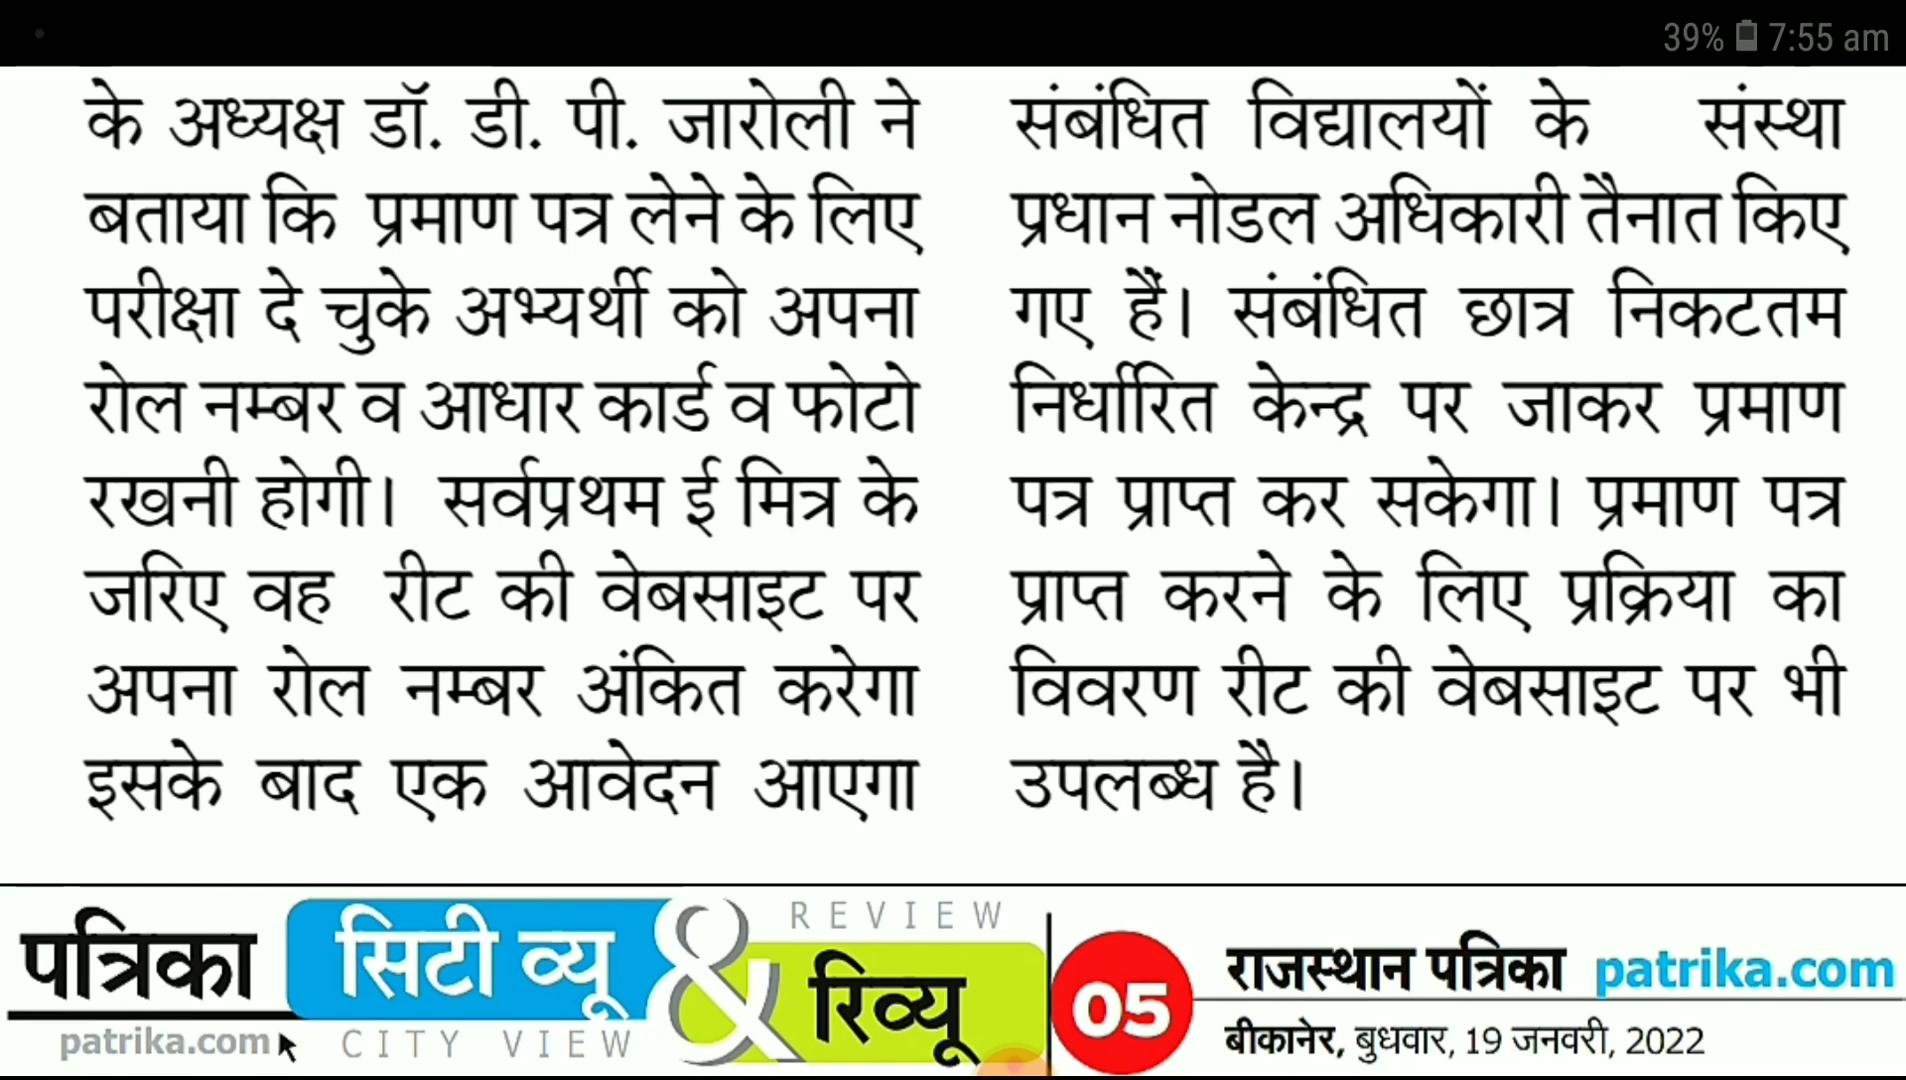 39% 7:55 am
के अध्यक्ष डॉ. डी. पी. जारोली ने
बताया कि प्रमाण पत्र लेने के लिए
परीक्षा दे चुके अभ्यर्थी को अपना
रोल नम्बर व आधार कार्ड व फोटो
रखनी होगी। सर्वप्रथम ई मित्र के
जरिए वह रीट की वेबसाइट पर
अपना रोल नम्बर अंकित करेगा
इसके बाद एक आवेदन आएगा
संबंधित विद्यालयों के संस्था
प्रधान नोडल अधिकारी तैनात किए
गए हैं। संबंधित छात्र निकटतम
निर्धारित केन्द्र पर जाकर प्रमाण
पत्र प्राप्त कर सकेगा। प्रमाण पत्र
प्राप्त करने के लिए प्रक्रिया का
विवरण रीट की वेबसाइट पर भी
उपलब्ध है।
पत्रिका
patrika.com
सिटी व्यू
CITY VIEW
&
REVIEW
रिव्यू
05
राजस्थान पत्रिका patrika.com
बीकानेर, बुधवार, 19 जनवरी, 2022